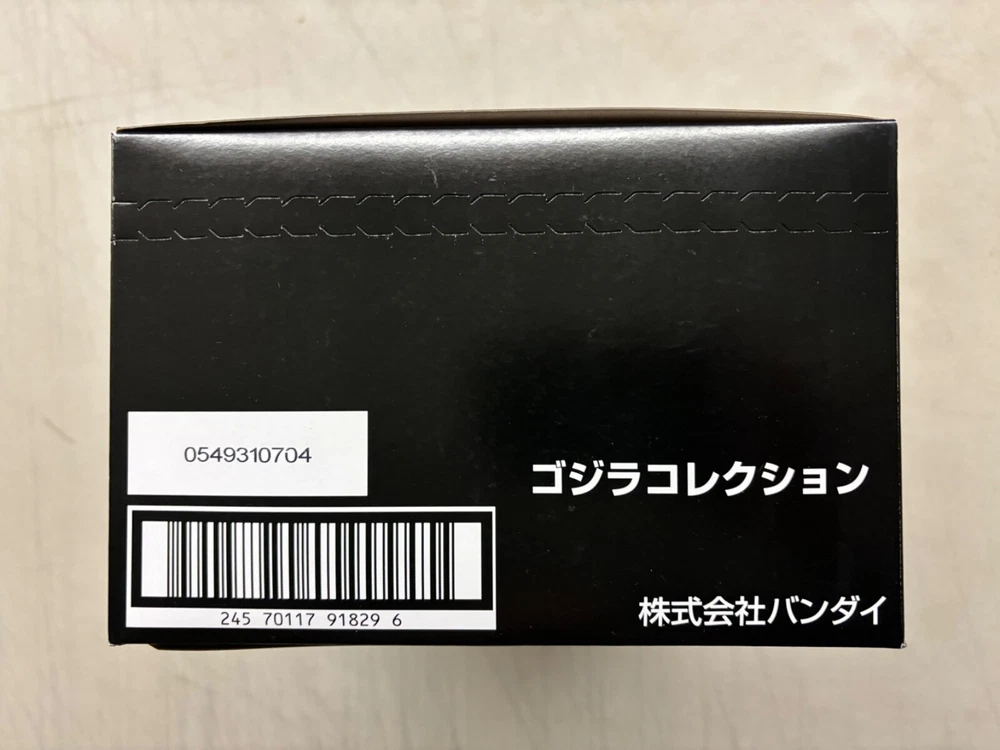 0549310704
ゴジラコレクション
245 70117 91829 6
株式会社バンダイ